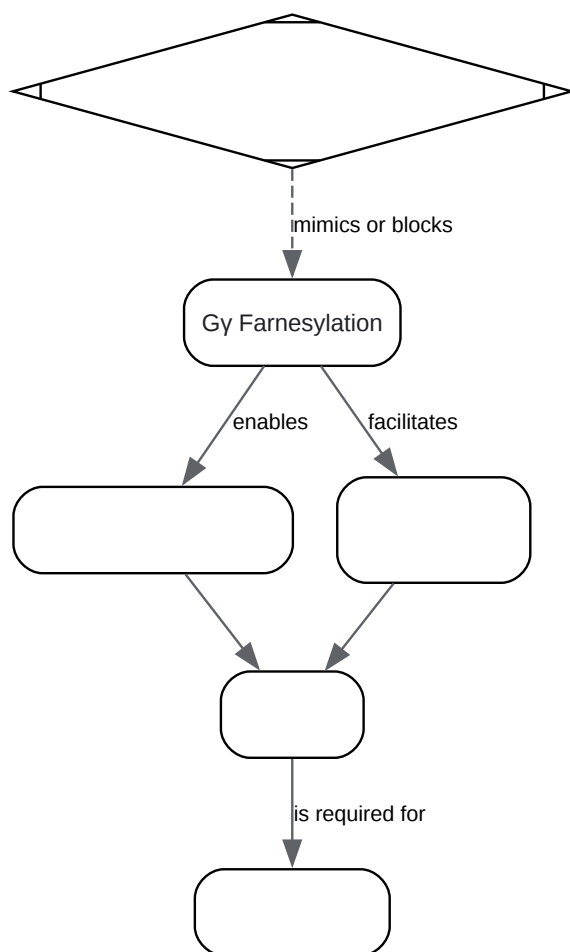 mimics or blocks
Gγ Farnesylation
enables
facilitates
is required for